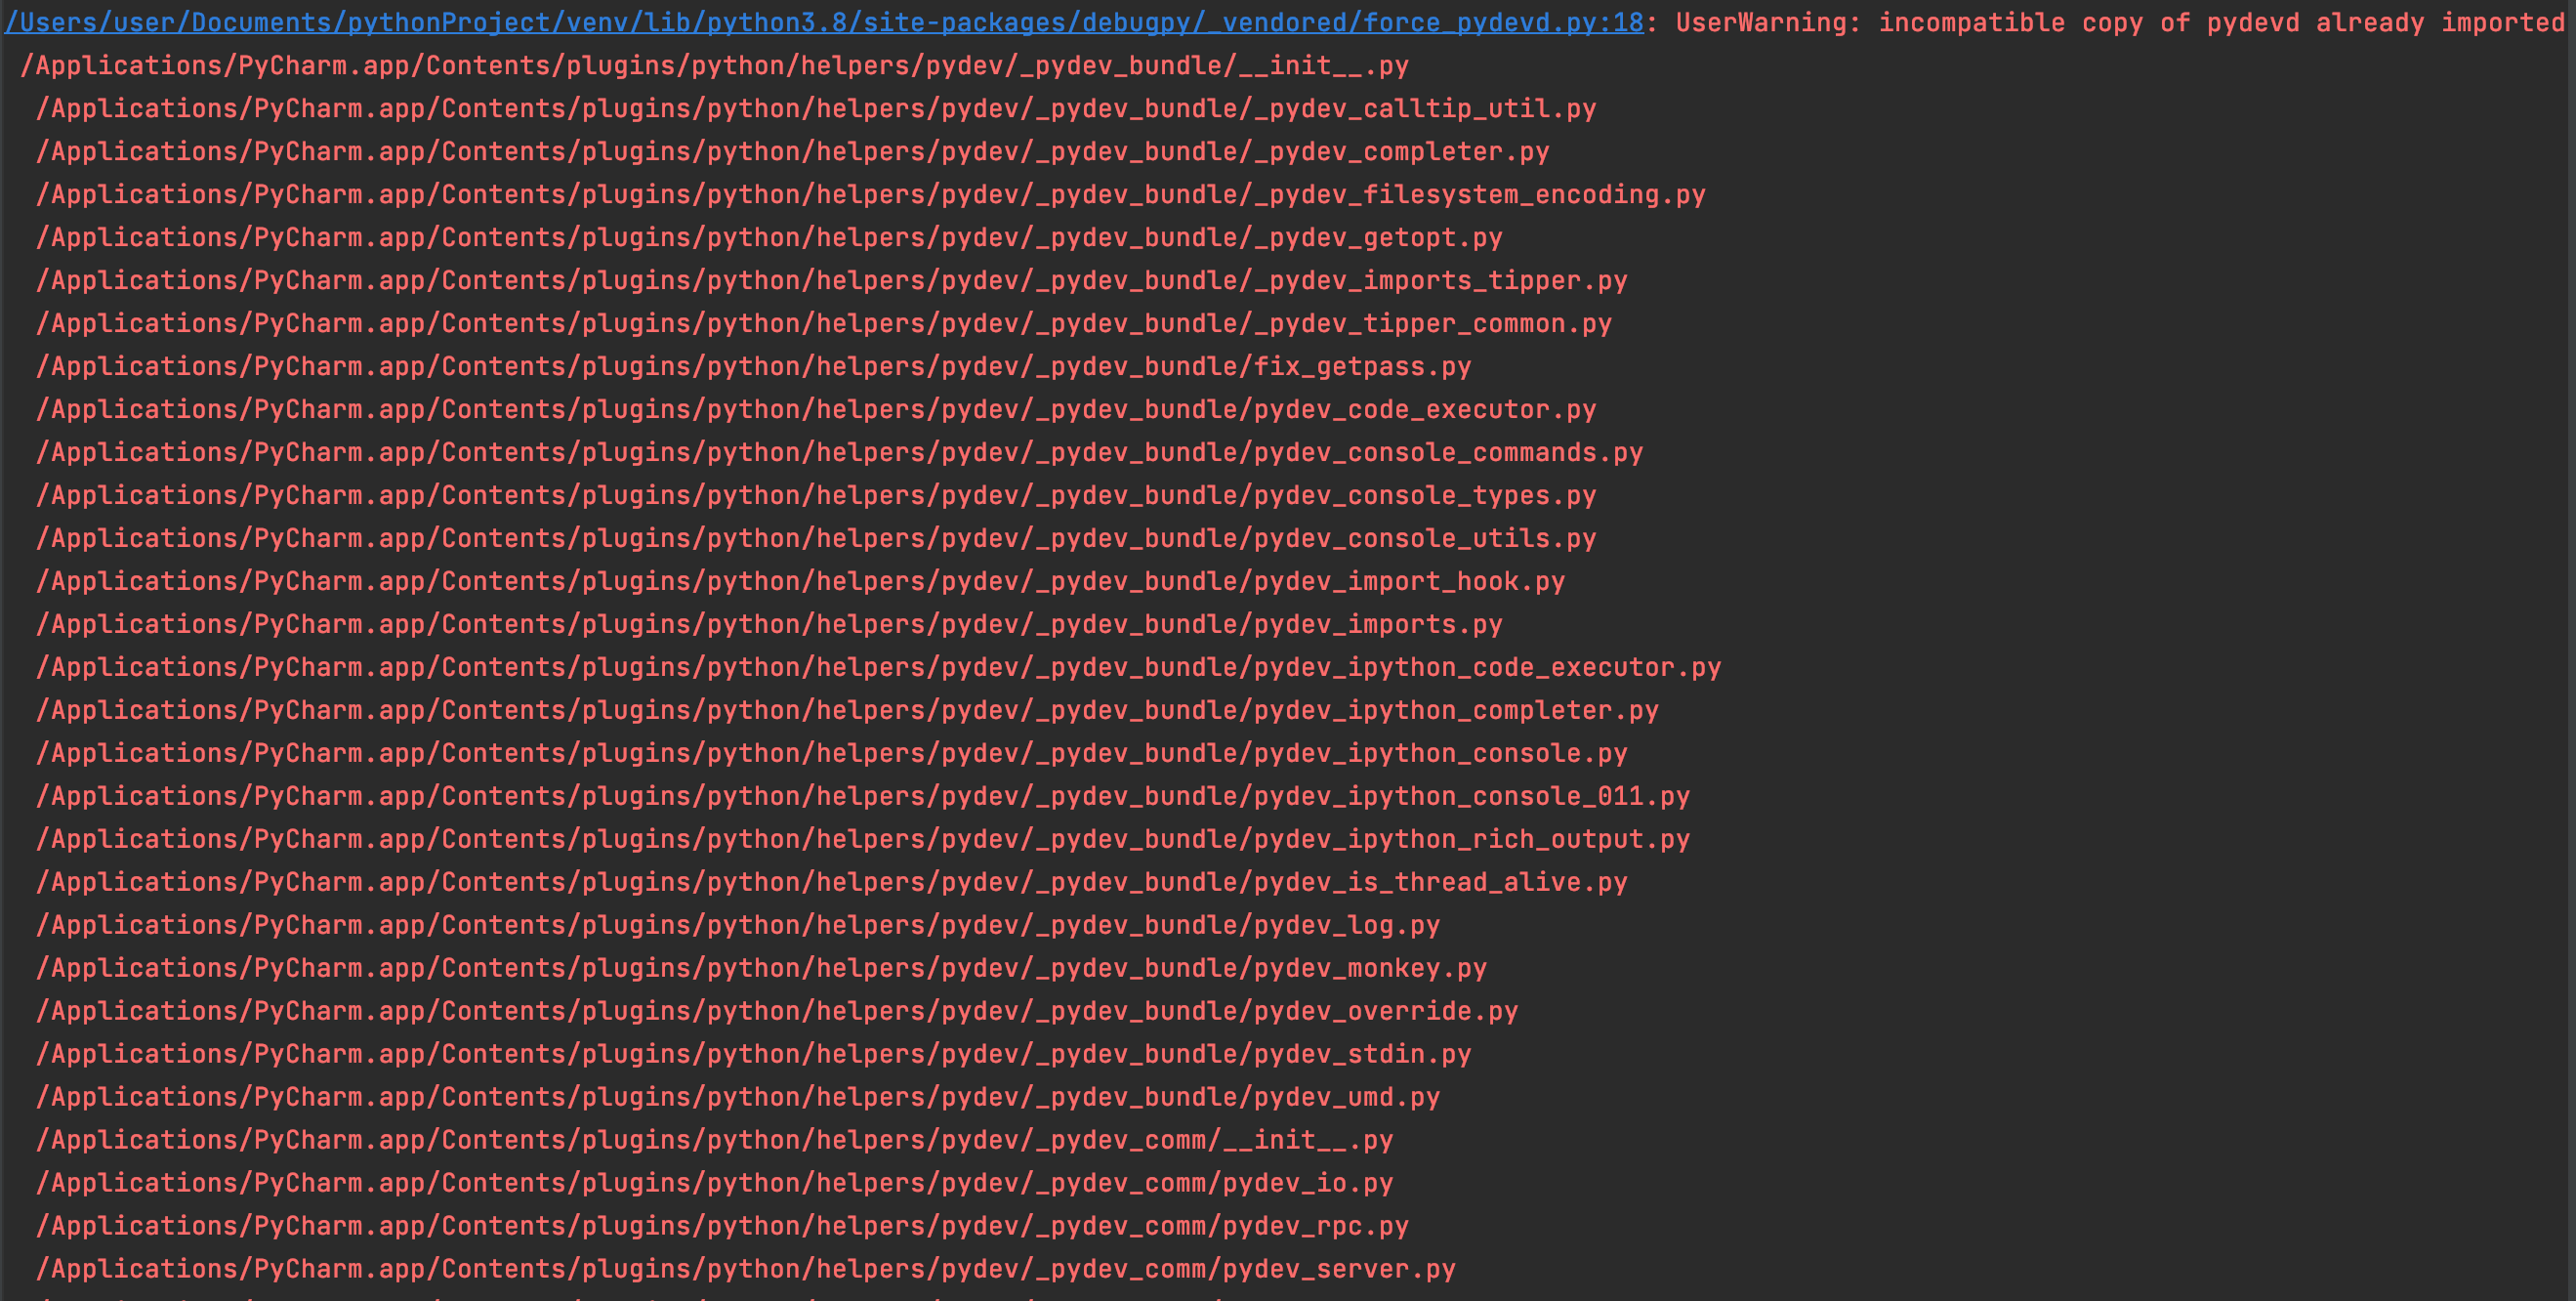 /Users/user/Documents/pythonProject/venv/lib/python3.8/site-packages/debugpy/_vendored/force_pydevd.py:18: UserWarning: incompatible copy of pydevd already imported
/Applications/PyCharm.app/Contents/plugins/python/helpers/pydev/_pydev_bundle/__init__.py
/Applications/PyCharm.app/Contents/plugins/python/helpers/pydev/_pydev_bundle/_pydev_calltip_util.py
/Applications/PyCharm.app/Contents/plugins/python/helpers/pydev/_pydev_bundle/_pydev_completer.py
/Applications/PyCharm.app/Contents/plugins/python/helpers/pydev/_pydev_bundle/_pydev_filesystem_encoding.py
/Applications/PyCharm.app/Contents/plugins/python/helpers/pydev/_pydev_bundle/_pydev_getopt.py
/Applications/PyCharm.app/Contents/plugins/python/helpers/pydev/_pydev_bundle/_pydev_imports_tipper.py
/Applications/PyCharm.app/Contents/plugins/python/helpers/pydev/_pydev_bundle/_pydev_tipper_common.py
/Applications/PyCharm.app/Contents/plugins/python/helpers/pydev/_pydev_bundle/fix_getpass.py
/Applications/PyCharm.app/Contents/plugins/python/helpers/pydev/_pydev_bundle/pydev_code_executor.py
/Applications/PyCharm.app/Contents/plugins/python/helpers/pydev/_pydev_bundle/pydev_console_commands.py
/Applications/PyCharm.app/Contents/plugins/python/helpers/pydev/_pydev_bundle/pydev_console_types.py
/Applications/PyCharm.app/Contents/plugins/python/helpers/pydev/_pydev_bundle/pydev_console_utils.py
/Applications/PyCharm.app/Contents/plugins/python/helpers/pydev/_pydev_bundle/pydev_import_hook.py
/Applications/PyCharm.app/Contents/plugins/python/helpers/pydev/_pydev_bundle/pydev_imports.py
/Applications/PyCharm.app/Contents/plugins/python/helpers/pydev/_pydev_bundle/pydev_ipython_code_executor.py
/Applications/PyCharm.app/Contents/plugins/python/helpers/pydev/_pydev_bundle/pydev_ipython_completer.py
/Applications/PyCharm.app/Contents/plugins/python/helpers/pydev/_pydev_bundle/pydev_ipython_console.py
/Applications/PyCharm.app/Contents/plugins/python/helpers/pydev/_pydev_bundle/pydev_ipython_console_011.py
/Applications/PyCharm.app/Contents/plugins/python/helpers/pydev/_pydev_bundle/pydev_ipython_rich_output.py
/Applications/PyCharm.app/Contents/plugins/python/helpers/pydev/_pydev_bundle/pydev_is_thread_alive.py
/Applications/PyCharm.app/Contents/plugins/python/helpers/pydev/_pydev_bundle/pydev_log.py
/Applications/PyCharm.app/Contents/plugins/python/helpers/pydev/_pydev_bundle/pydev_monkey.py
/Applications/PyCharm.app/Contents/plugins/python/helpers/pydev/_pydev_bundle/pydev_override.py
/Applications/PyCharm.app/Contents/plugins/python/helpers/pydev/_pydev_bundle/pydev_stdin.py
/Applications/PyCharm.app/Contents/plugins/python/helpers/pydev/_pydev_bundle/pydev_umd.py
/Applications/PyCharm.app/Contents/plugins/python/helpers/pydev/_pydev_comm/__init__.py
/Applications/PyCharm.app/Contents/plugins/python/helpers/pydev/_pydev_comm/pydev_io.py
/Applications/PyCharm.app/Contents/plugins/python/helpers/pydev/_pydev_comm/pydev_rpc.py
/Applications/PyCharm.app/Contents/plugins/python/helpers/pydev/_pydev_comm/pydev_server.py